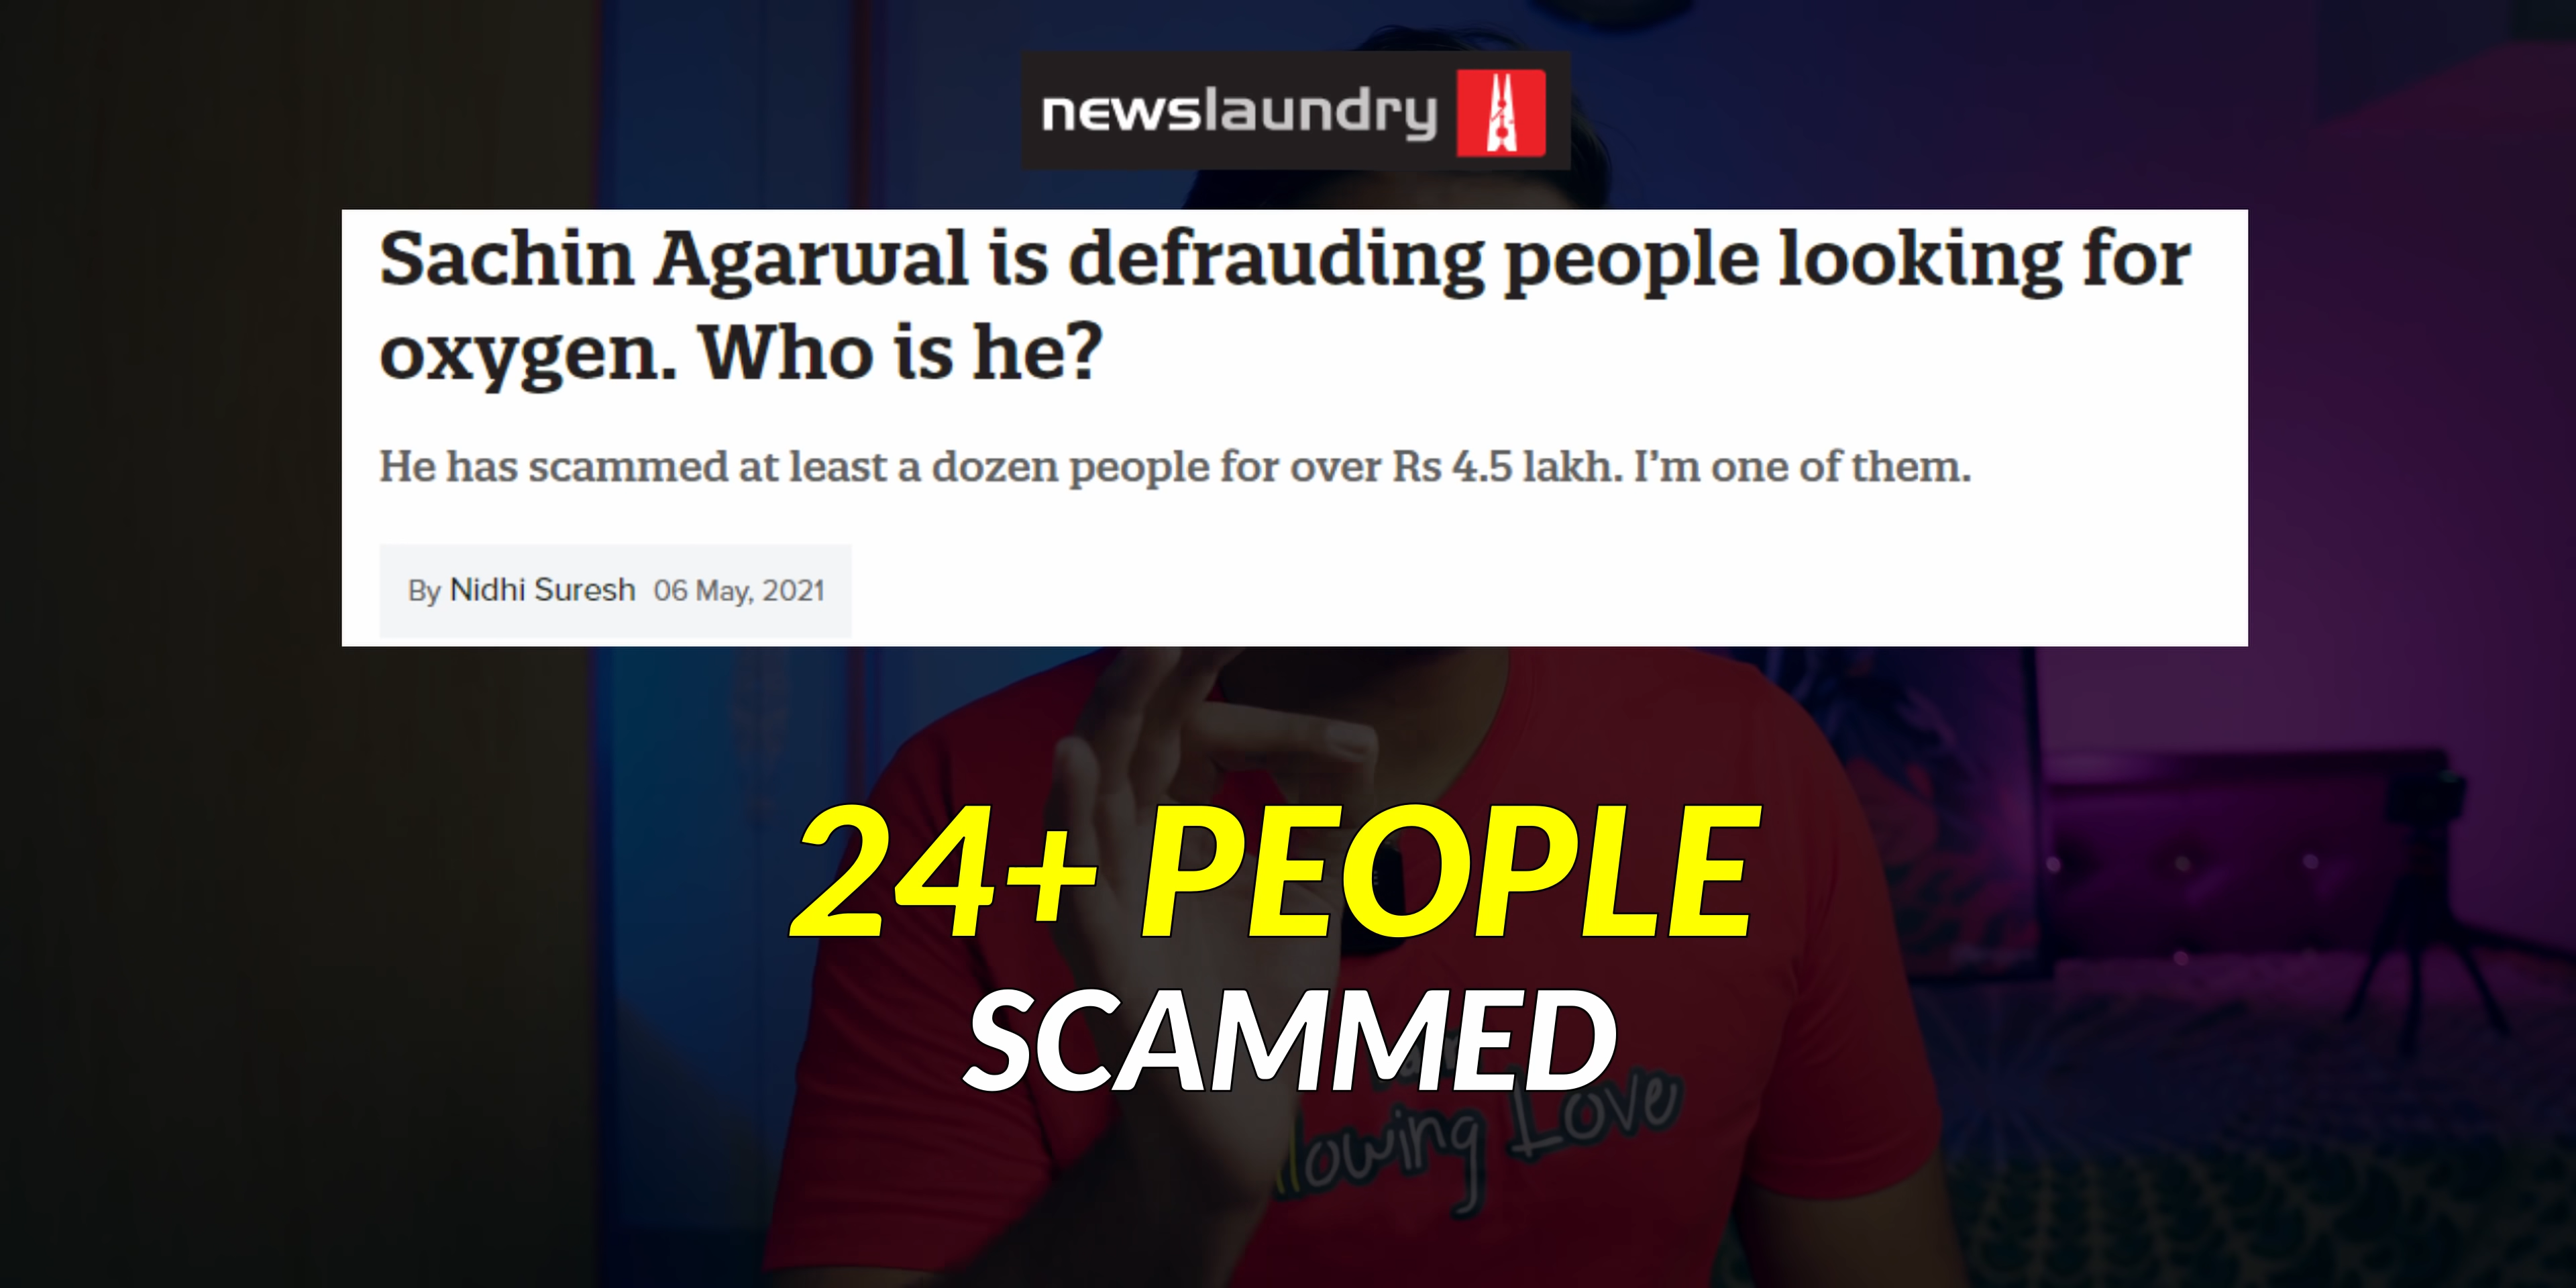 newslaundry
Sachin Agarwal is defrauding people looking for
oxygen. Who is he?
He has scammed at least a dozen people for over Rs 4.5 lakh. I'm one of them.
By Nidhi Suresh 06 May, 2021
24+ PEOPLE
SCAMMED
Love